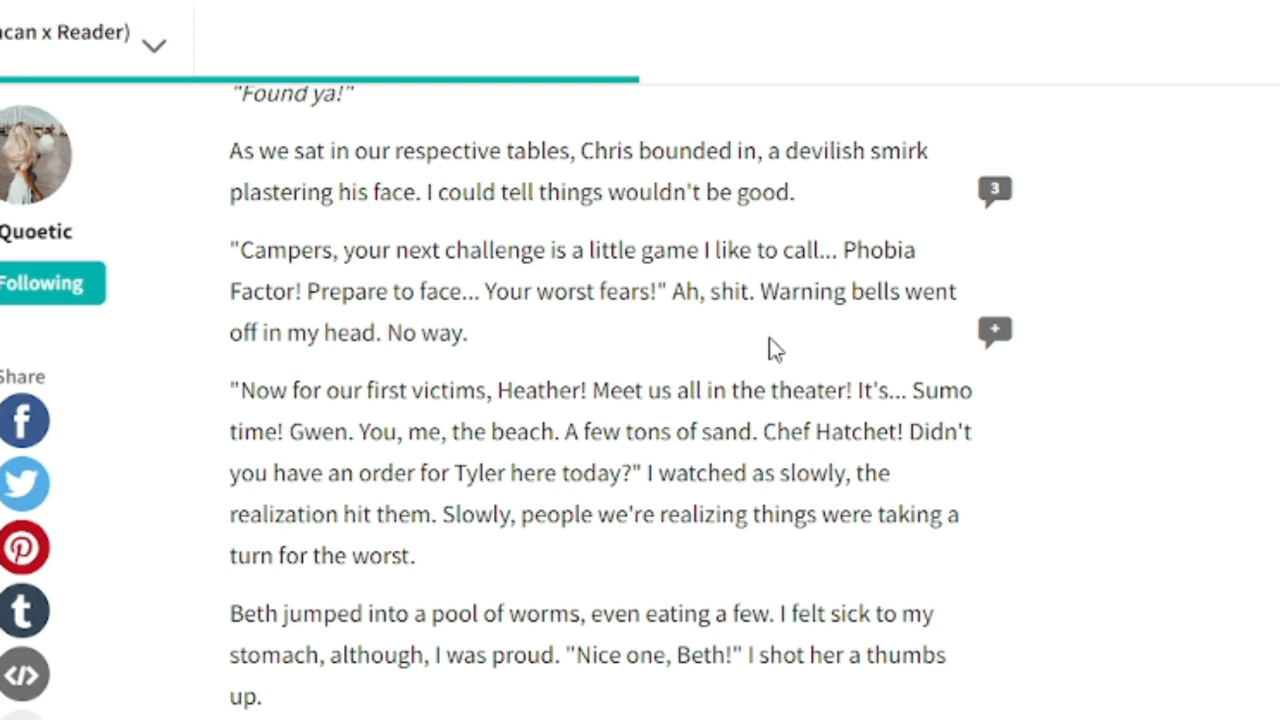 can x Reader)
"Found ya!"
As we sat in our respective tables, Chris bounded in, a devilish smirk
plastering his face. I could tell things wouldn't be good.
3
Quoetic
Following
"Campers, your next challenge is a little game I like to call... Phobia
Factor! Prepare to face... Your worst fears!" Ah, shit. Warning bells went
off in my head. No way.
+
Share
"Now for our first victims, Heather! Meet us all in the theater! It's... Sumo
time! Gwen. You, me, the beach. A few tons of sand. Chef Hatchet! Didn't
you have an order for Tyler here today?" I watched as slowly, the
realization hit them. Slowly, people we're realizing things were taking a
turn for the worst.
Beth jumped into a pool of worms, even eating a few. I felt sick to my
stomach, although, I was proud. "Nice one, Beth!" I shot her a thumbs
up.